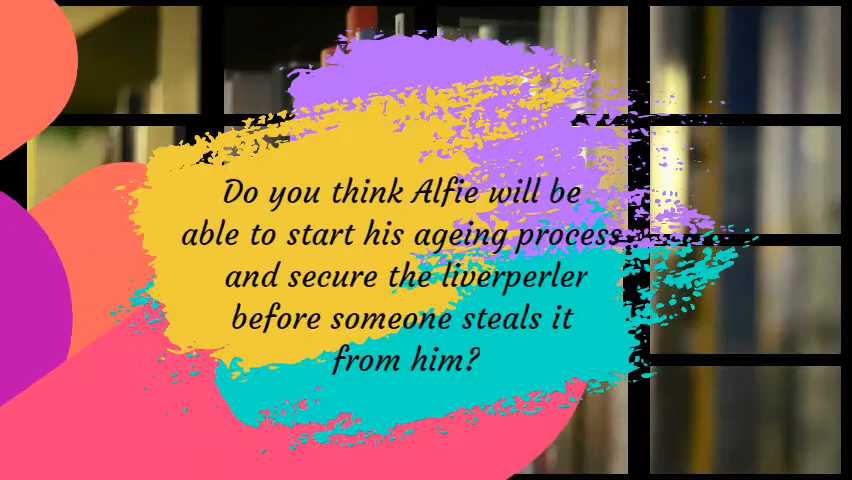 Do you think Alfie will be
able to start his ageing process
and secure the liverperler
before someone steals it
from him?